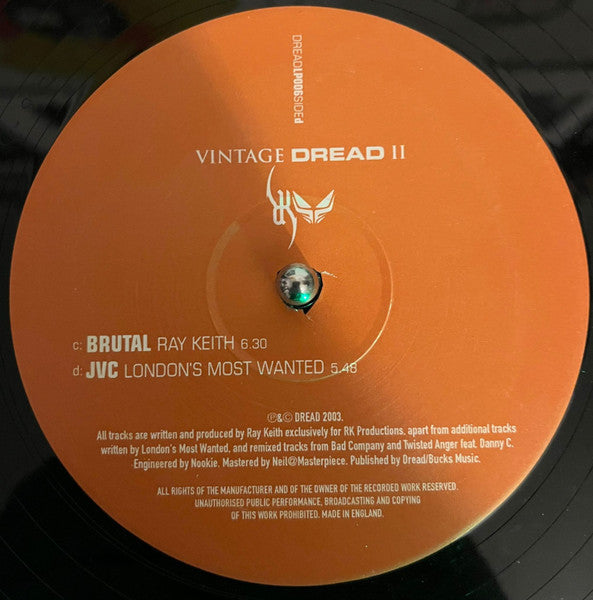 DREADLP006SIDEd
VINTAGE DREAD II
c: BRUTAL RAY KEITH 6.30
d: JVC LONDON'S MOST WANTED 5.48
℗&© DREAD 2003.
All tracks are written and produced by Ray Keith exclusively for RK Productions, apart from additional tracks
written by London's Most Wanted, and remixed tracks from Bad Company and Twisted Anger feat. Danny C.
Engineered by Nookie. Mastered by Neil@Masterpiece. Published by Dread/Bucks Music.
ALL RIGHTS OF THE MANUFACTURER AND OF THE OWNER OF THE RECORDED WORK RESERVED.
UNAUTHORISED PUBLIC PERFORMANCE, BROADCASTING AND COPYING
OF THIS WORK PROHIBITED. MADE IN ENGLAND.